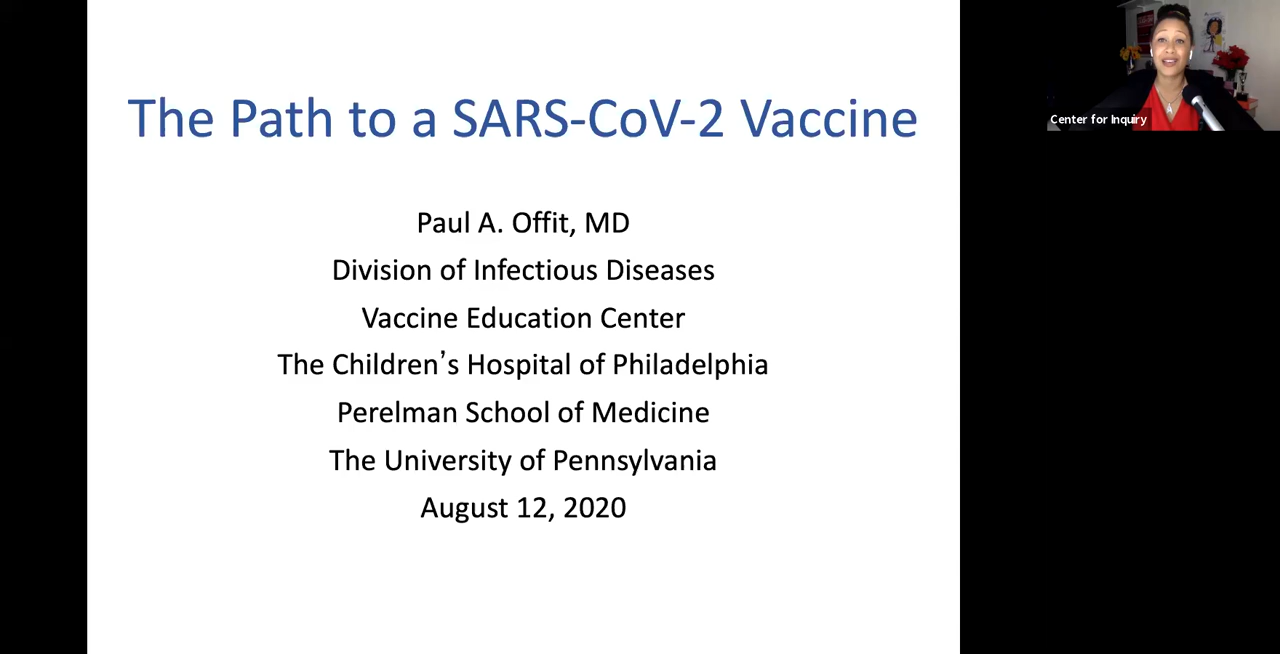 The Path to a SARS-CoV-2 Vaccine
Paul A. Offit, MD
Division of Infectious Diseases
Vaccine Education Center
The Children’s Hospital of Philadelphia
Perelman School of Medicine
The University of Pennsylvania
August 12, 2020
Center for Inquiry